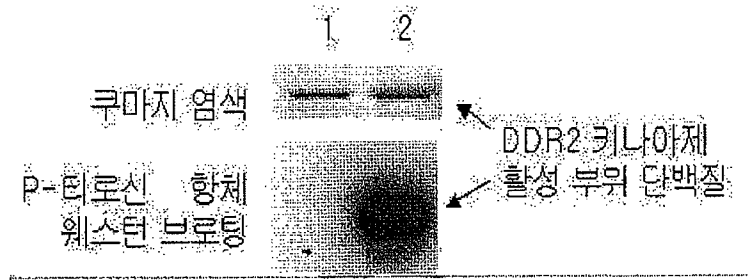 1 2
쿠마지 염색
DDR2 키나아제
활성 부위 단백질
P-티로신 항체
웨스턴 브로팅